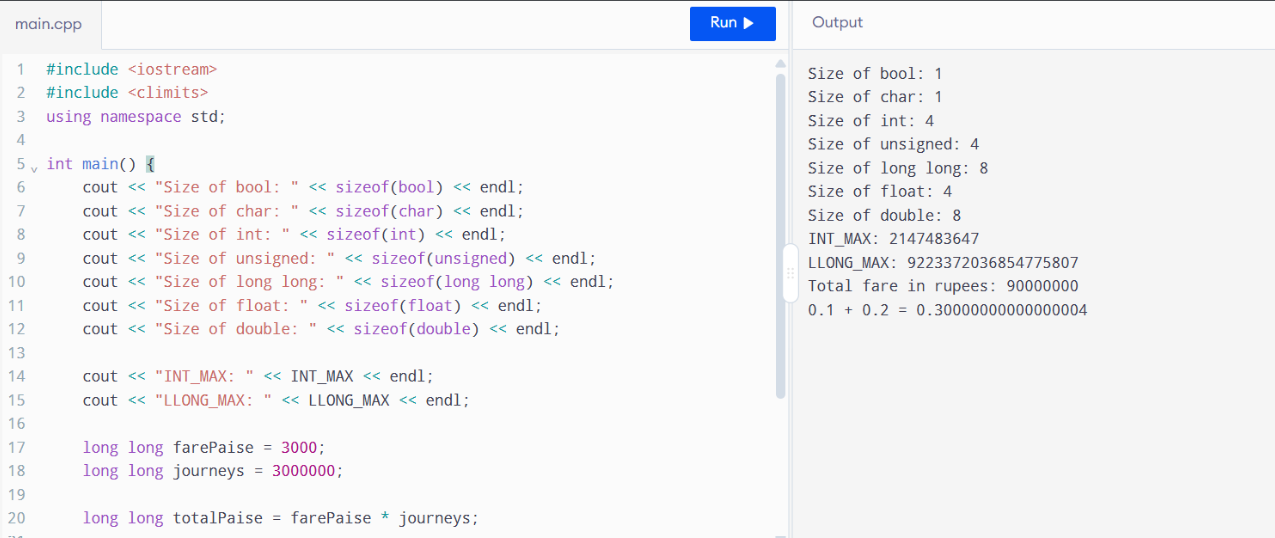 main.cpp
Run
Output
1 #include <iostream>
2 #include <climits>
3 using namespace std;
4
5 int main() {
6 cout << "Size of bool: " << sizeof(bool) << endl;
7 cout << "Size of char: " << sizeof(char) << endl;
8 cout << "Size of int: " << sizeof(int) << endl;
9 cout << "Size of unsigned: " << sizeof(unsigned) << endl;
10 cout << "Size of long long: " << sizeof(long long) << endl;
11 cout << "Size of float: " << sizeof(float) << endl;
12 cout << "Size of double: " << sizeof(double) << endl;
13
14 cout << "INT_MAX: " << INT_MAX << endl;
15 cout << "LLONG_MAX: " << LLONG_MAX << endl;
16
17 long long farePaise = 3000;
18 long long journeys = 3000000;
19
20 long long totalPaise = farePaise * journeys;
Size of bool: 1
Size of char: 1
Size of int: 4
Size of unsigned: 4
Size of long long: 8
Size of float: 4
Size of double: 8
INT_MAX: 2147483647
LLONG_MAX: 9223372036854775807
Total fare in rupees: 90000000
0.1 + 0.2 = 0.30000000000000004